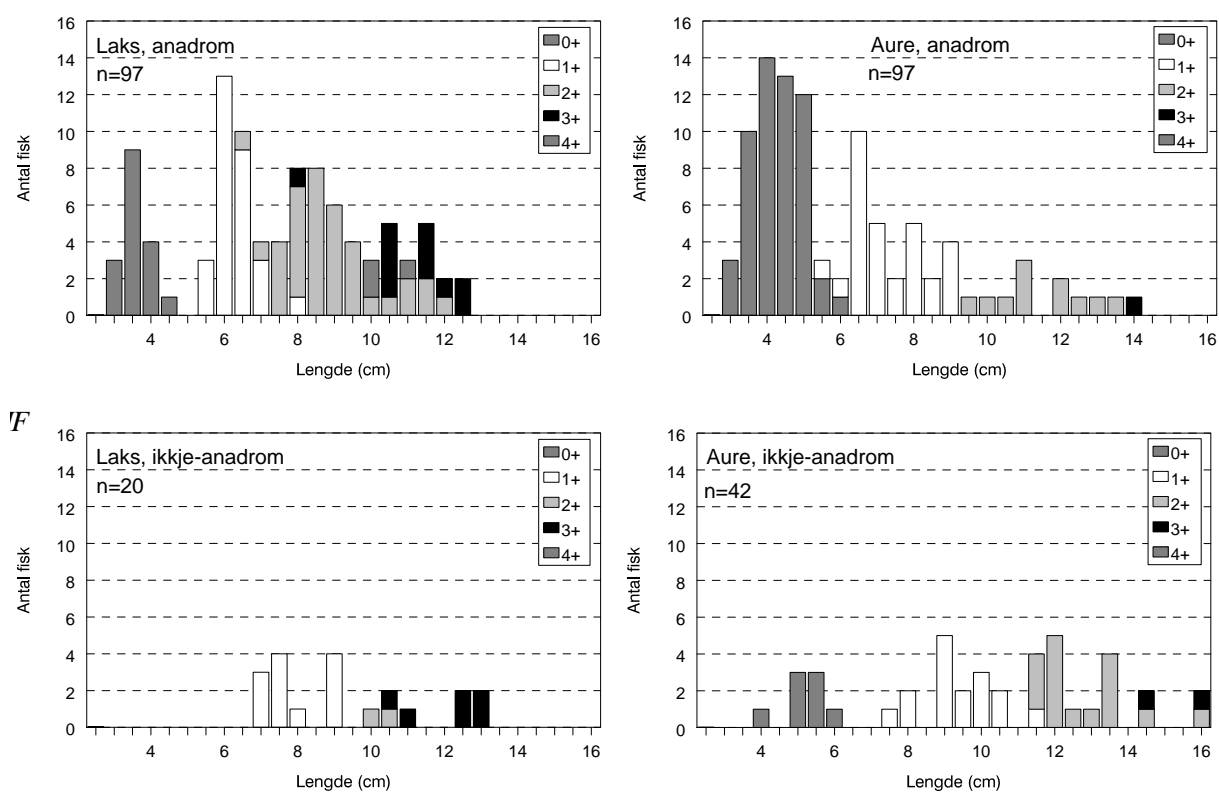 Laks, anadrom
n=97
0+
1+
2+
3+
4+
Antal fisk
16
14
12
10
8
6
4
2
0
4 6 8 10 12 14 16
Lengde (cm)
Aure, anadrom
n=97
0+
1+
2+
3+
4+
Antal fisk
16
14
12
10
8
6
4
2
0
4 6 8 10 12 14 16
Lengde (cm)
Laks, ikkje-anadrom
n=20
0+
1+
2+
3+
4+
Antal fisk
16
14
12
10
8
6
4
2
0
4 6 8 10 12 14 16
Lengde (cm)
Aure, ikkje-anadrom
n=42
0+
1+
2+
3+
4+
Antal fisk
16
14
12
10
8
6
4
2
0
4 6 8 10 12 14 16
Lengde (cm)